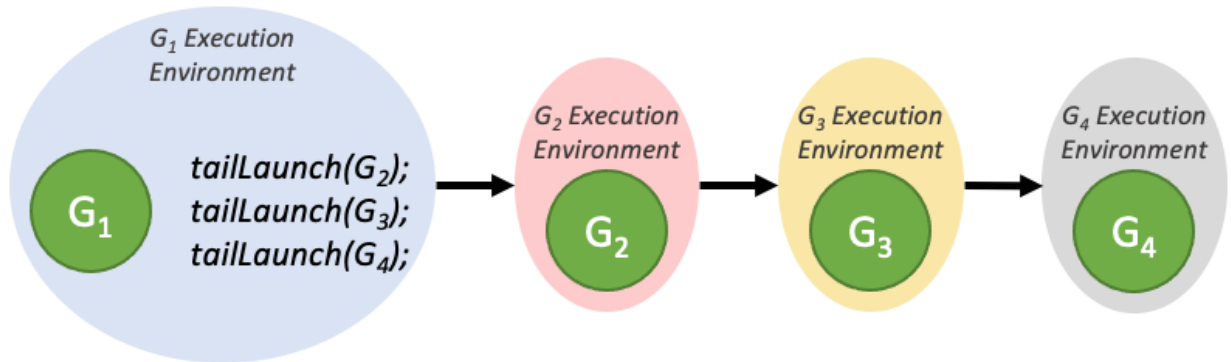 G₁ Execution
Environment
G₁
tailLaunch(G₂);
tailLaunch(G₃);
tailLaunch(G₄);
G₂ Execution
Environment
G₂
G₃ Execution
Environment
G₃
G₄ Execution
Environment
G₄